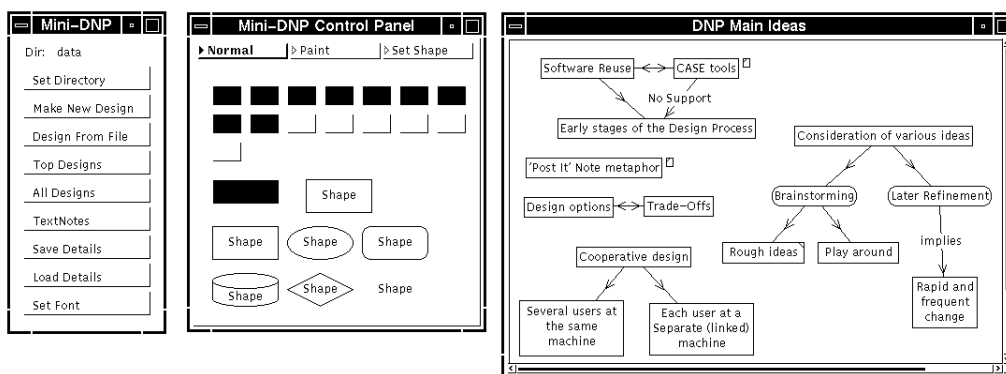 Mini-DNP
Dir: data
Set Directory
Make New Design
Design From File
Top Designs
All Designs
TextNotes
Save Details
Load Details
Set Font
Mini-DNP Control Panel
Normal
Paint
Set Shape
Shape
Shape
Shape
Shape
Shape
Shape
Shape
DNP Main Ideas
Software Reuse
CASE tools
No Support
Early stages of the Design Process
'Post It' Note metaphor
Design options
Trade-Offs
Cooperative design
Several users at
the same
machine
Each user at a
Separate (linked)
machine
Consideration of various ideas
Brainstorming
Later Refinement
Rough ideas
Play around
implies
Rapid and
frequent
change